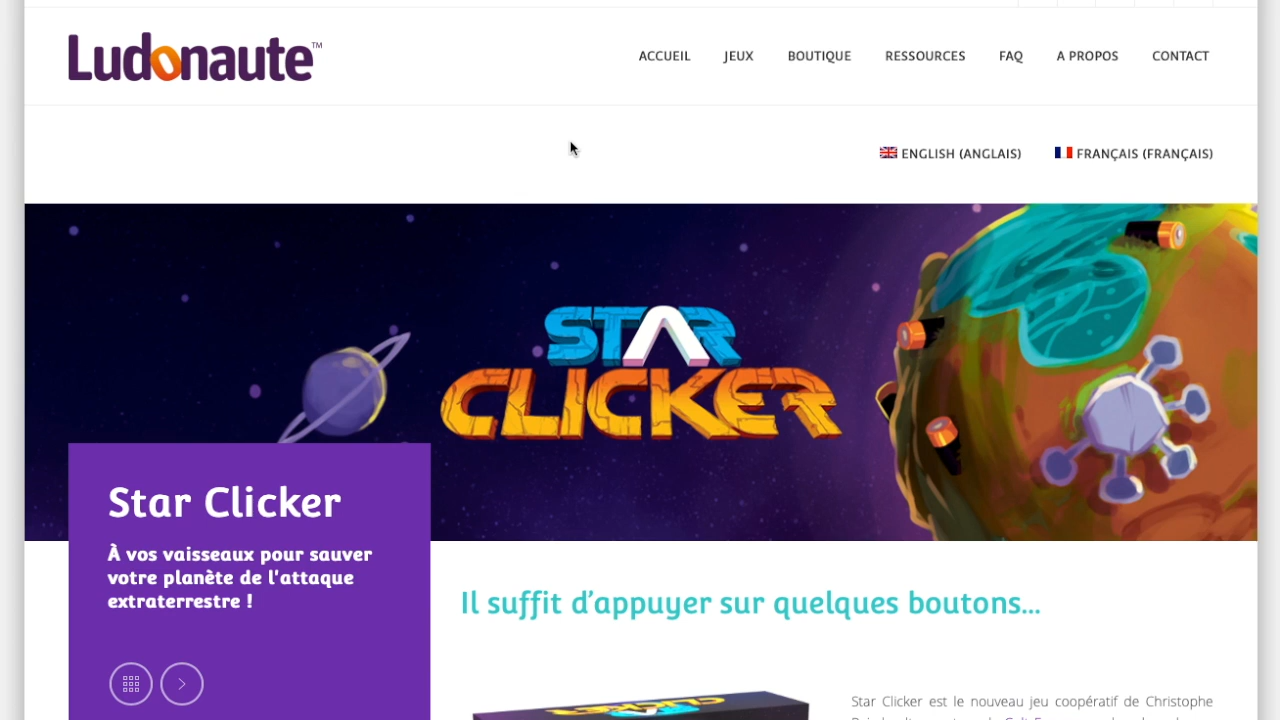 Ludonaute™
ACCUEIL JEUX BOUTIQUE RESSOURCES FAQ A PROPOS CONTACT
ENGLISH (ANGLAIS) FRANÇAIS (FRANÇAIS)
STAR
CLICKER
Star Clicker
À vos vaisseaux pour sauver
votre planète de l'attaque
extraterrestre !
Il suffit d’appuyer sur quelques boutons...
Star Clicker est le nouveau jeu coopératif de Christophe